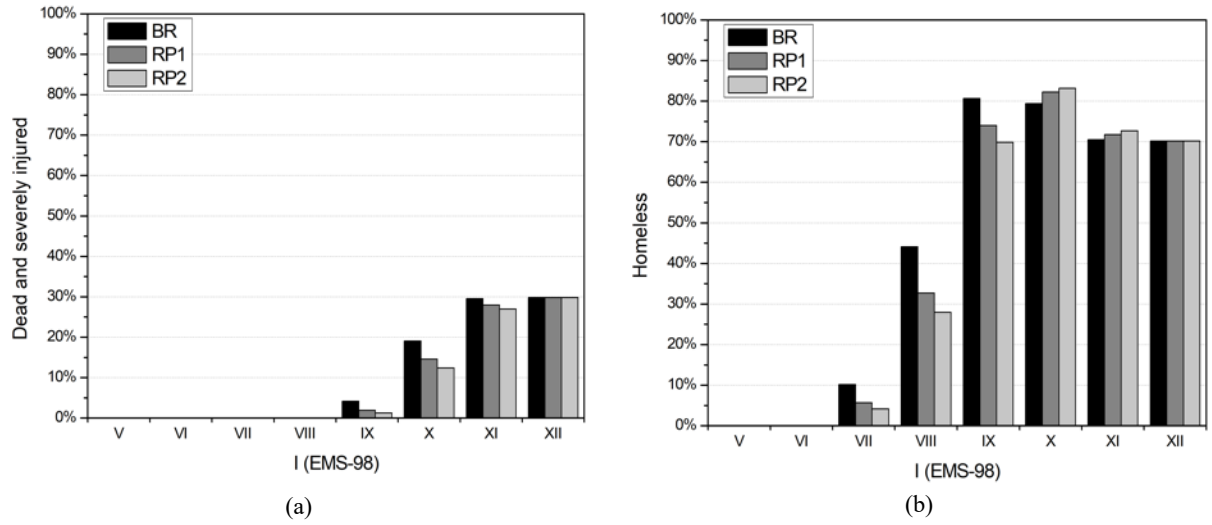 100%
90%
80%
70%
60%
50%
40%
30%
20%
10%
0%
Dead and severely injured
BR
RP1
RP2
V VI VII VIII IX X XI XII
I (EMS-98)
(a)
100%
90%
80%
70%
60%
50%
40%
30%
20%
10%
0%
Homeless
BR
RP1
RP2
V VI VII VIII IX X XI XII
I (EMS-98)
(b)